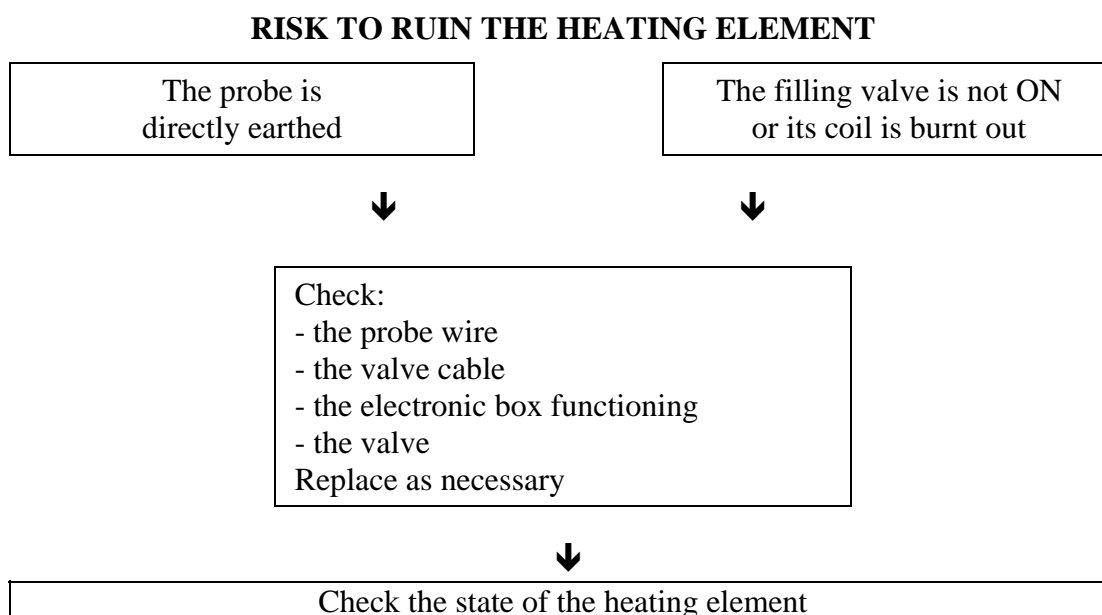 RISK TO RUIN THE HEATING ELEMENT
The probe is
directly earthed
The filling valve is not ON
or its coil is burnt out
Check:
- the probe wire
- the valve cable
- the electronic box functioning
- the valve
Replace as necessary
Check the state of the heating element